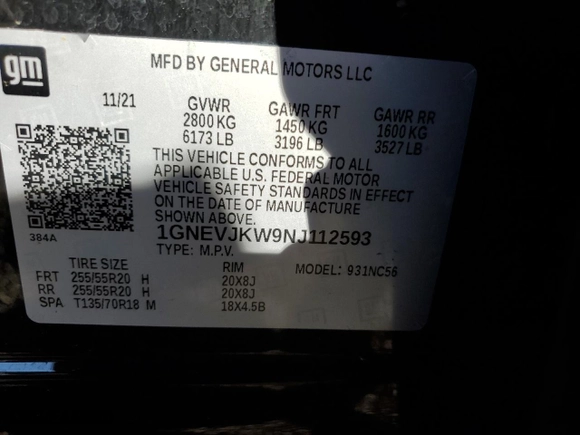 gm
MFD BY GENERAL MOTORS LLC
11/21
GVWR GAWR FRT GAWR RR
2800 KG 1450 KG 1600 KG
6173 LB 3196 LB 3527 LB
THIS VEHICLE CONFORMS TO ALL
APPLICABLE U.S. FEDERAL MOTOR
VEHICLE SAFETY STANDARDS IN EFFECT
ON THE DATE OF MANUFACTURE
SHOWN ABOVE.
384A
1GNEVJKW9NJ112593
TYPE: M.P.V.
TIRE SIZE RIM MODEL: 931NC56
FRT 255/55R20 H 20X8J
RR 255/55R20 H 20X8J
SPA T135/70R18 M 18X4.5B